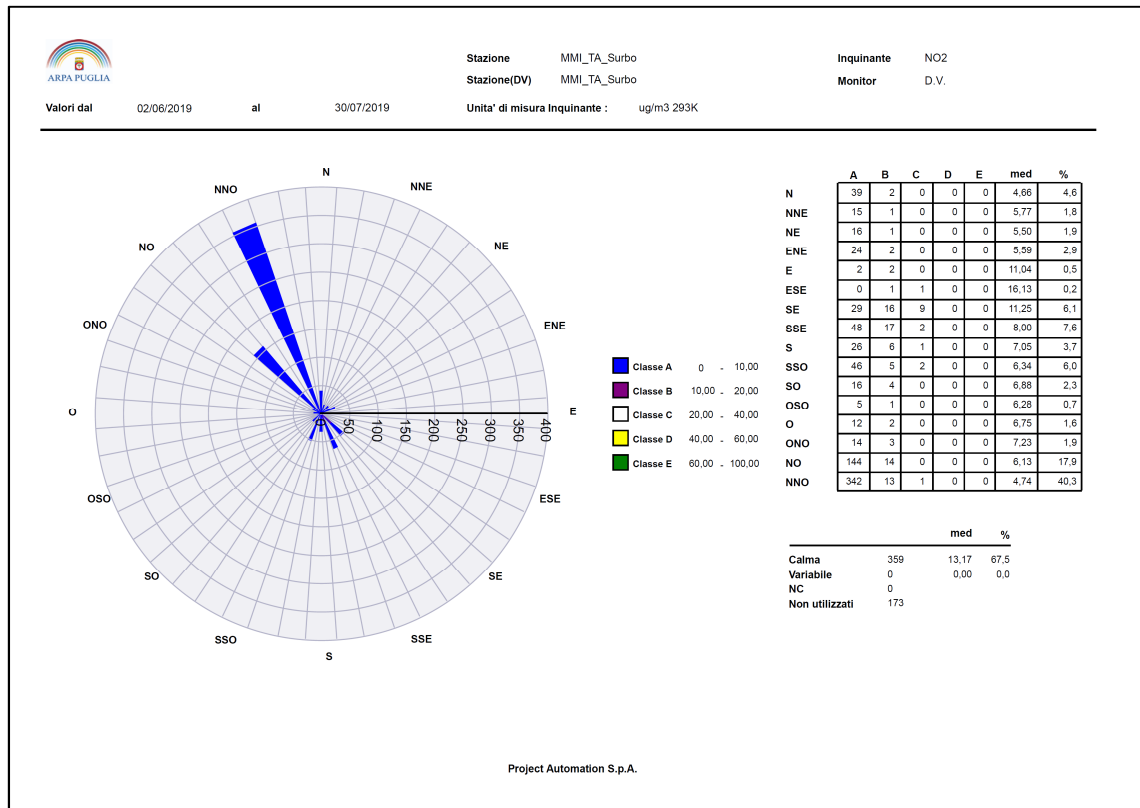 Stazione MMI_TA_Surbo Inquinante NO2
ARPA PUGLIA
Stazione(DV) MMI_TA_Surbo Monitor D.V.
Valori dal 02/06/2019 al 30/07/2019 Unita' di misura Inquinante : ug/m3 293K
N
NNO NNE
NO NE
ONO ENE
O E
OSO ESE
SO SE
SSO SSE
S
0 50 100 150 200 250 300 350 400
Classe A 0 - 10,00
Classe B 10,00 - 20,00
Classe C 20,00 - 40,00
Classe D 40,00 - 60,00
Classe E 60,00 - 100,00
A B C D E med %
N 39 2 0 0 0 4,66 4,6
NNE 15 1 0 0 0 5,77 1,8
NE 16 1 0 0 0 5,50 1,9
ENE 24 2 0 0 0 5,59 2,9
E 2 2 0 0 0 11,04 0,5
ESE 0 1 1 0 0 16,13 0,2
SE 29 16 9 0 0 11,25 6,1
SSE 48 17 2 0 0 8,00 7,6
S 26 6 1 0 0 7,05 3,7
SSO 46 5 2 0 0 6,34 6,0
SO 16 4 0 0 0 6,88 2,3
OSO 5 1 0 0 0 6,28 0,7
O 12 2 0 0 0 6,75 1,6
ONO 14 3 0 0 0 7,23 1,9
NO 144 14 0 0 0 6,13 17,9
NNO 342 13 1 0 0 4,74 40,3
med %
Calma 359 13,17 67,5
Variabile 0 0,00 0,0
NC 0
Non utilizzati 173
Project Automation S.p.A.